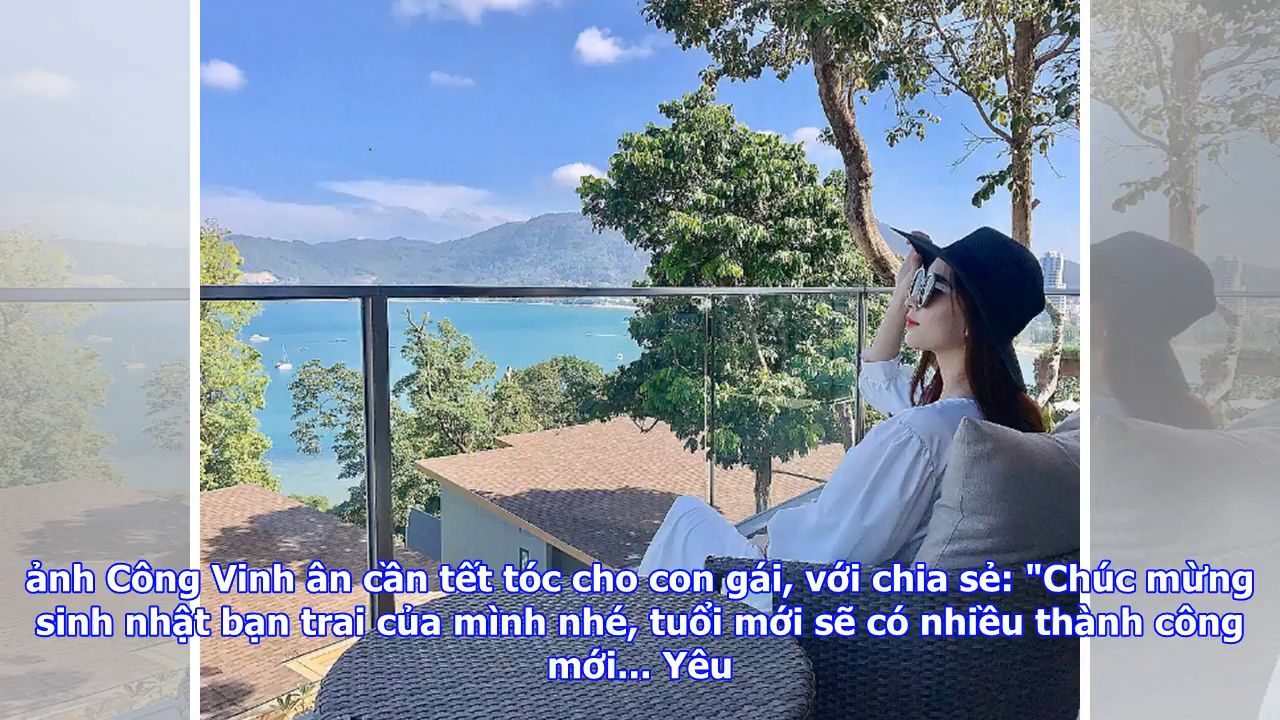 ảnh Công Vinh ân cần tết tóc cho con gái, với chia sẻ: "Chúc mừng
sinh nhật bạn trai của mình nhé, tuổi mới sẽ có nhiều thành công
mới... Yêu